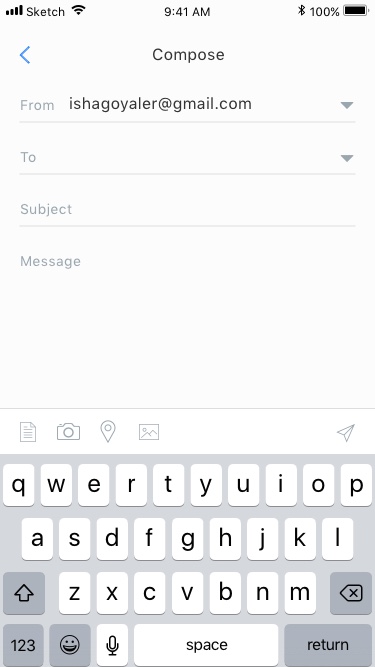 Sketch 9:41 AM 100%
Compose
From ishagoyaler@gmail.com
To
Subject
Message
q w e r t y u i o p
a s d f g h j k l
z x c v b n m
123 space return